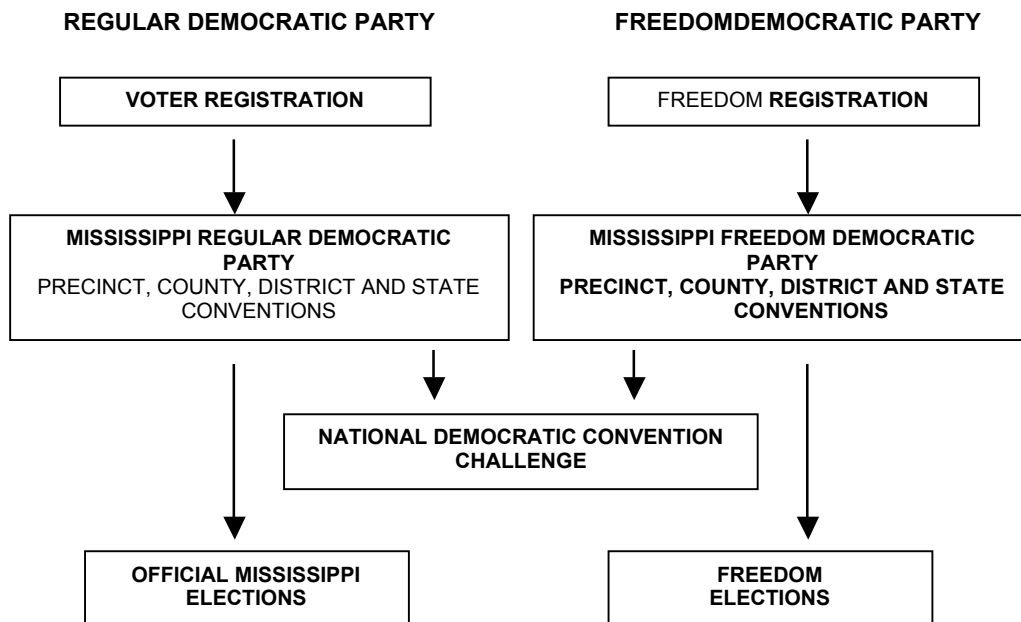 REGULAR DEMOCRATIC PARTY
FREEDOMDEMOCRATIC PARTY
VOTER REGISTRATION
FREEDOM REGISTRATION
MISSISSIPPI REGULAR DEMOCRATIC
PARTY
PRECINCT, COUNTY, DISTRICT AND STATE
CONVENTIONS
MISSISSIPPI FREEDOM DEMOCRATIC
PARTY
PRECINCT, COUNTY, DISTRICT AND STATE
CONVENTIONS
NATIONAL DEMOCRATIC CONVENTION
CHALLENGE
OFFICIAL MISSISSIPPI
ELECTIONS
FREEDOM
ELECTIONS